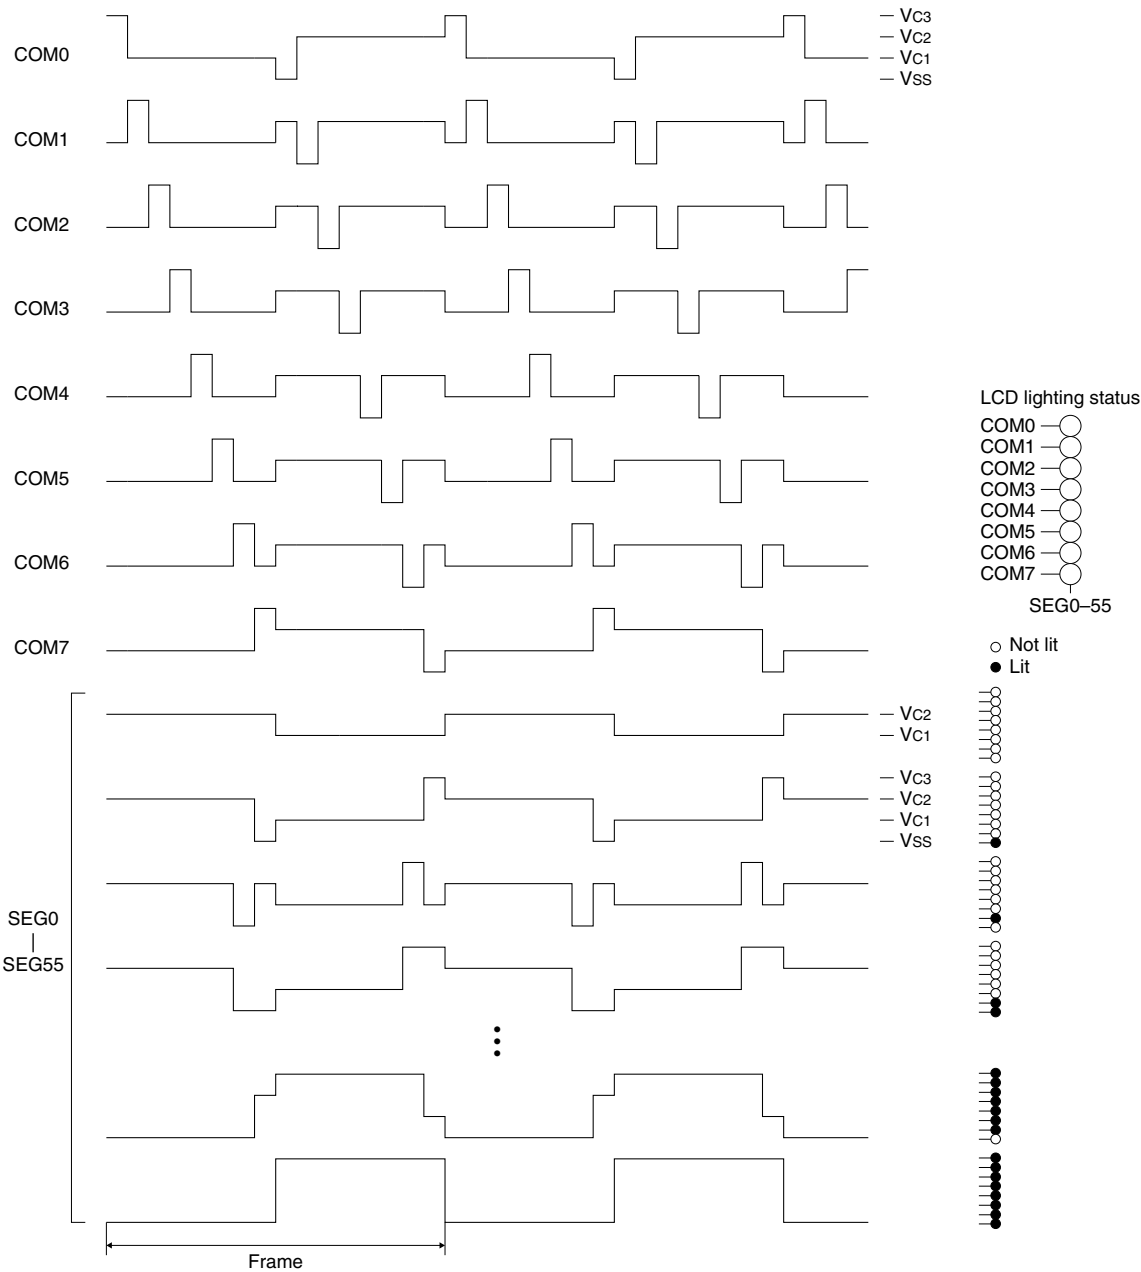 COM0
VC3
VC2
VC1
VSS
COM1
COM2
COM3
COM4
COM5
COM6
COM7
LCD lighting status
COM0
COM1
COM2
COM3
COM4
COM5
COM6
COM7
SEG0–55
Not lit
Lit
VC2
VC1
VC3
VC2
VC1
VSS
SEG0
SEG55
Frame